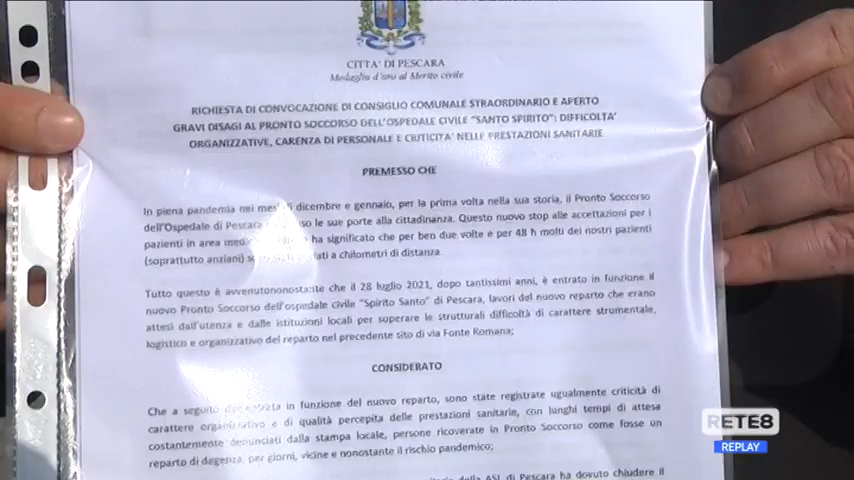 CITTA' DI PESCARA
Medaglia d'oro al Merito civile
RICHIESTA DI CONVOCAZIONE DI CONSIGLIO COMUNALE STRAORDINARIO E APERTO
GRAVI DISAGI AL PRONTO SOCCORSO DELL'OSPEDALE CIVILE "SANTO SPIRITO": DIFFICOLTA'
ORGANIZZATIVE, CARENZA DI PERSONALE E CRITICITA' NELLE PRESTAZIONI SANITARIE
PREMESSO CHE
In piena pandemia nei mesi di dicembre e gennaio, per la prima volta nella sua storia, il Pronto Soccorso
dell'Ospedale di Pescara le sue porte alla cittadinanza. Questo nuovo stop alle accettazioni per i
pazienti in area ha significato che per ben due volte e per 48 h molti dei nostri pazienti
(soprattutto anziani) a chilometri di distanza.
Tutto questo è avvenutononostante che il 28 luglio 2021, dopo tantissimi anni, è entrato in funzione il
nuovo Pronto Soccorso dell'ospedale civile "Spirito Santo" di Pescara, lavori del nuovo reparto che erano
attesi dall'utenza e dalle istituzioni locali per superare le strutturali difficoltà di carattere strumentale,
logistico e organizzativo del reparto nel precedente sito di via Fonte Romana;
CONSIDERATO
Che a seguito entrata in funzione del nuovo reparto, sono state registrate ugualmente criticità di
carattere organizzativo e di qualità percepita delle prestazioni sanitarie, con lunghi tempi di attesa
costantemente denunciati dalla stampa locale, persone ricoverate in Pronto Soccorso come fosse un
reparto di degenza, per giorni, vicine e nonostante il rischio pandemico;
della ASL di Pescara ha dovuto chiudere il
RETE8
REPLAY